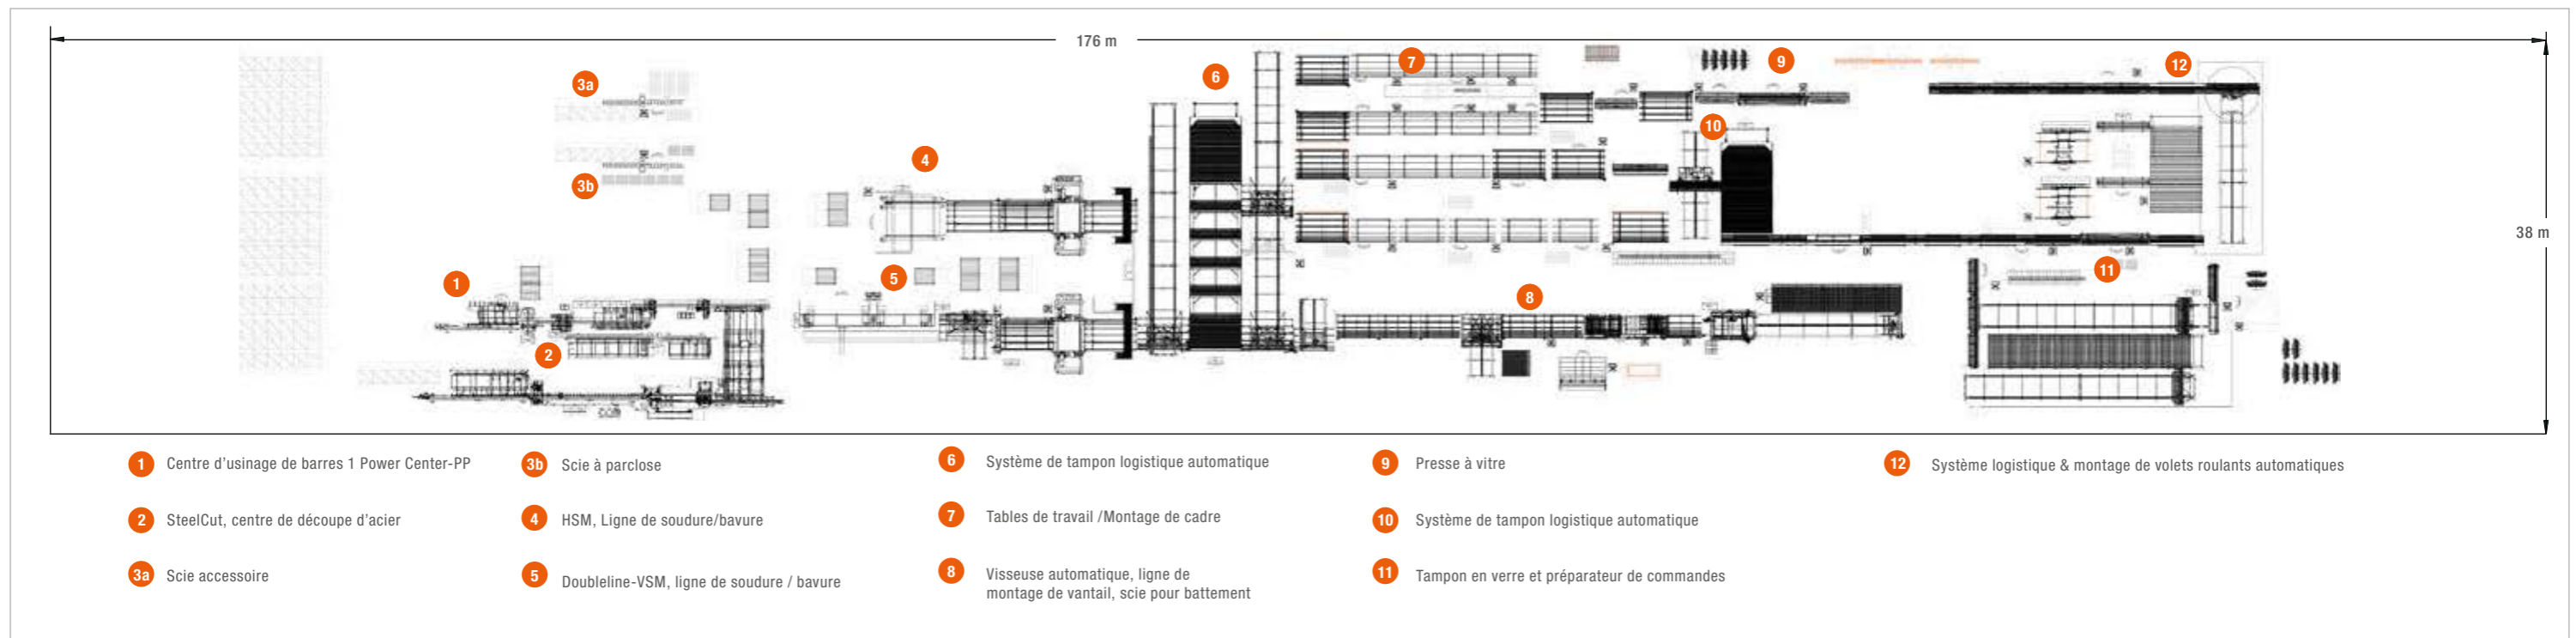 176 m
6
7
9
12
3a
10
4
3b
38 m
5
11
1
8
2
1 Centre d'usinage de barres 1 Power Center-PP
2 SteelCut, centre de découpe d'acier
3a Scie accessoire
3b Scie à parclose
4 HSM, Ligne de soudure/bavure
5 Doubleline-VSM, ligne de soudure / bavure
6 Système de tampon logistique automatique
7 Tables de travail /Montage de cadre
8 Visseuse automatique, ligne de
montage de vantail, scie pour battement
9 Presse à vitre
10 Système de tampon logistique automatique
11 Tampon en verre et préparateur de commandes
12 Système logistique & montage de volets roulants automatiques